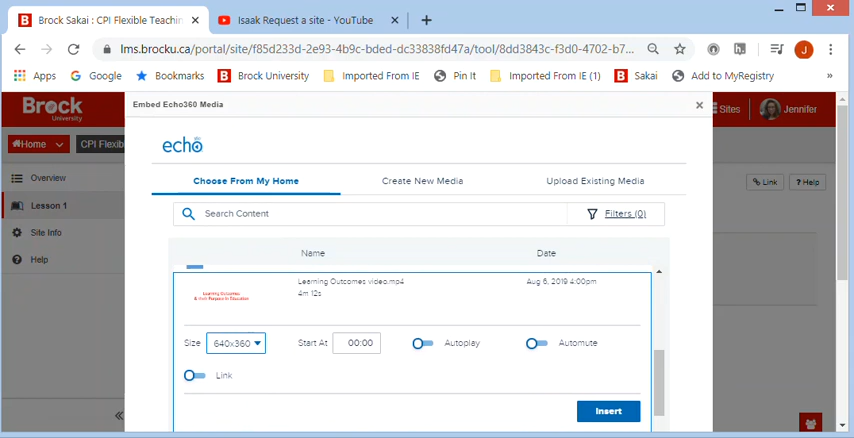 Brock Sakai : CPI Flexible Teachin
Isaak Request a site - YouTube
lms.brocku.ca/portal/site/f85d233d-2e93-4b9c-bded-dc33838fd47a/tool/8dd3843c-f3d0-4702-b7...
J
Apps
Google
Bookmarks
Brock University
Imported From IE
Pin It
Imported From IE (1)
Sakai
Add to MyRegistry
»
Brock
University
Embed Echo360 Media
Sites
Jennifer
Home
CPI Flexib
echo
Overview
Choose From My Home
Create New Media
Upload Existing Media
Link
? Help
Lesson 1
Search Content
Filters (0)
Site Info
Help
Name
Date
Learning Outcomes video.mp4
Aug 6, 2019 4:00pm
4m 12s
Learning Outcomes
Size
640x360
Start At
00:00
Autoplay
Automute
Link
Insert